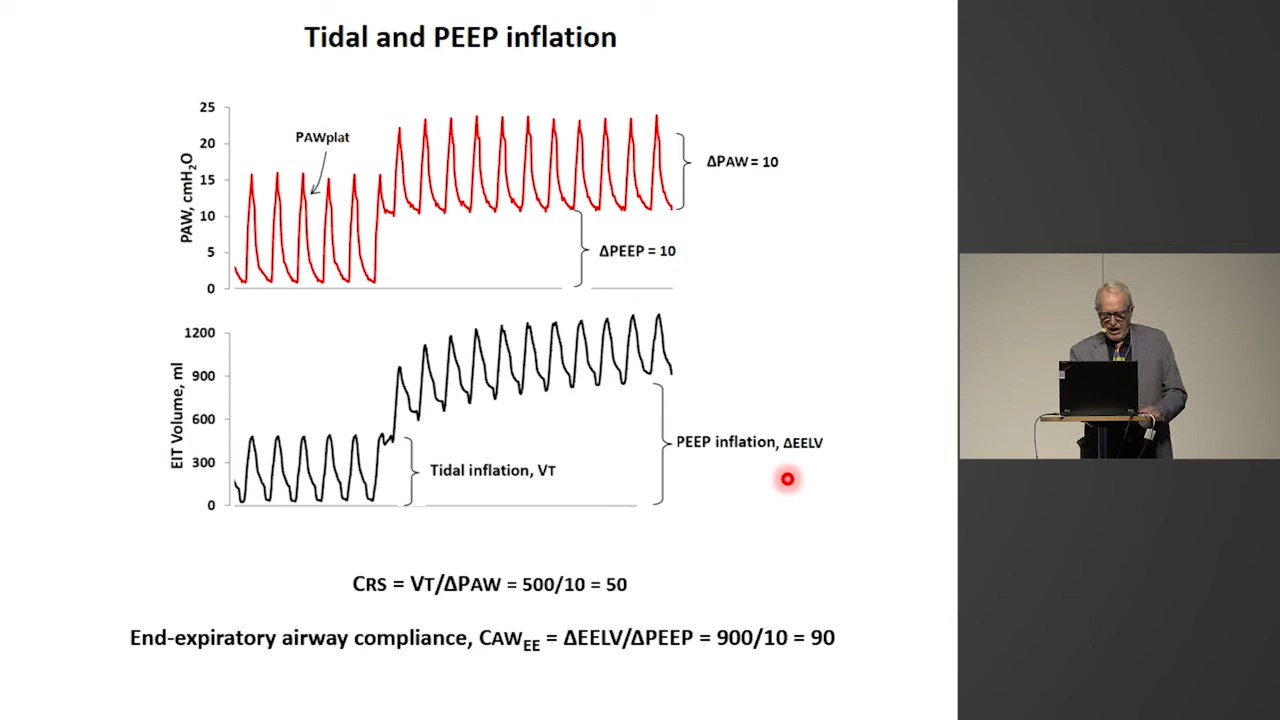 Tidal and PEEP inflation
25
20
15
10
5
0
PAW, cmH₂O
PAWplat
ΔPAW = 10
ΔPEEP = 10
1200
900
600
300
0
EIT Volume, ml
PEEP inflation, ΔEELV
Tidal inflation, VT
CRS = VT/ΔPAW = 500/10 = 50
End-expiratory airway compliance, CAW_EE = ΔEELV/ΔPEEP = 900/10 = 90